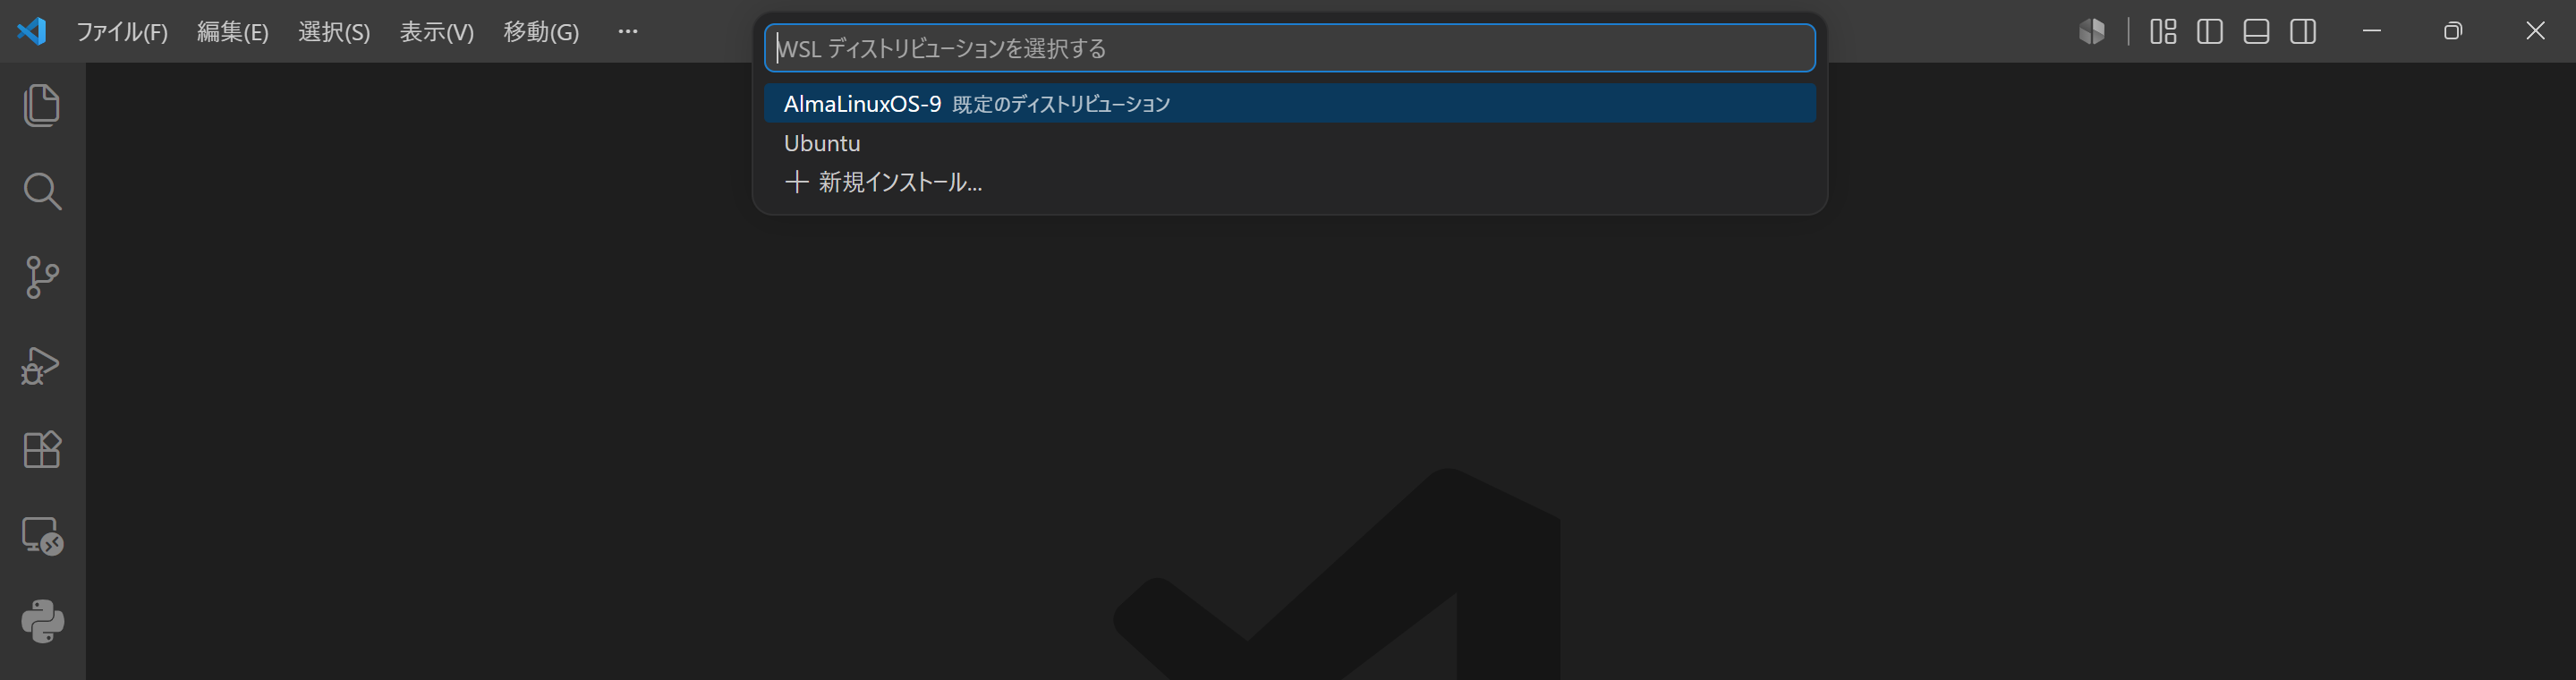 ファイル(F) 編集(E) 選択(S) 表示(V) 移動(G) ···
WSL ディストリビューションを選択する
AlmaLinuxOS-9 既定のディストリビューション
Ubuntu
+ 新規インストール...